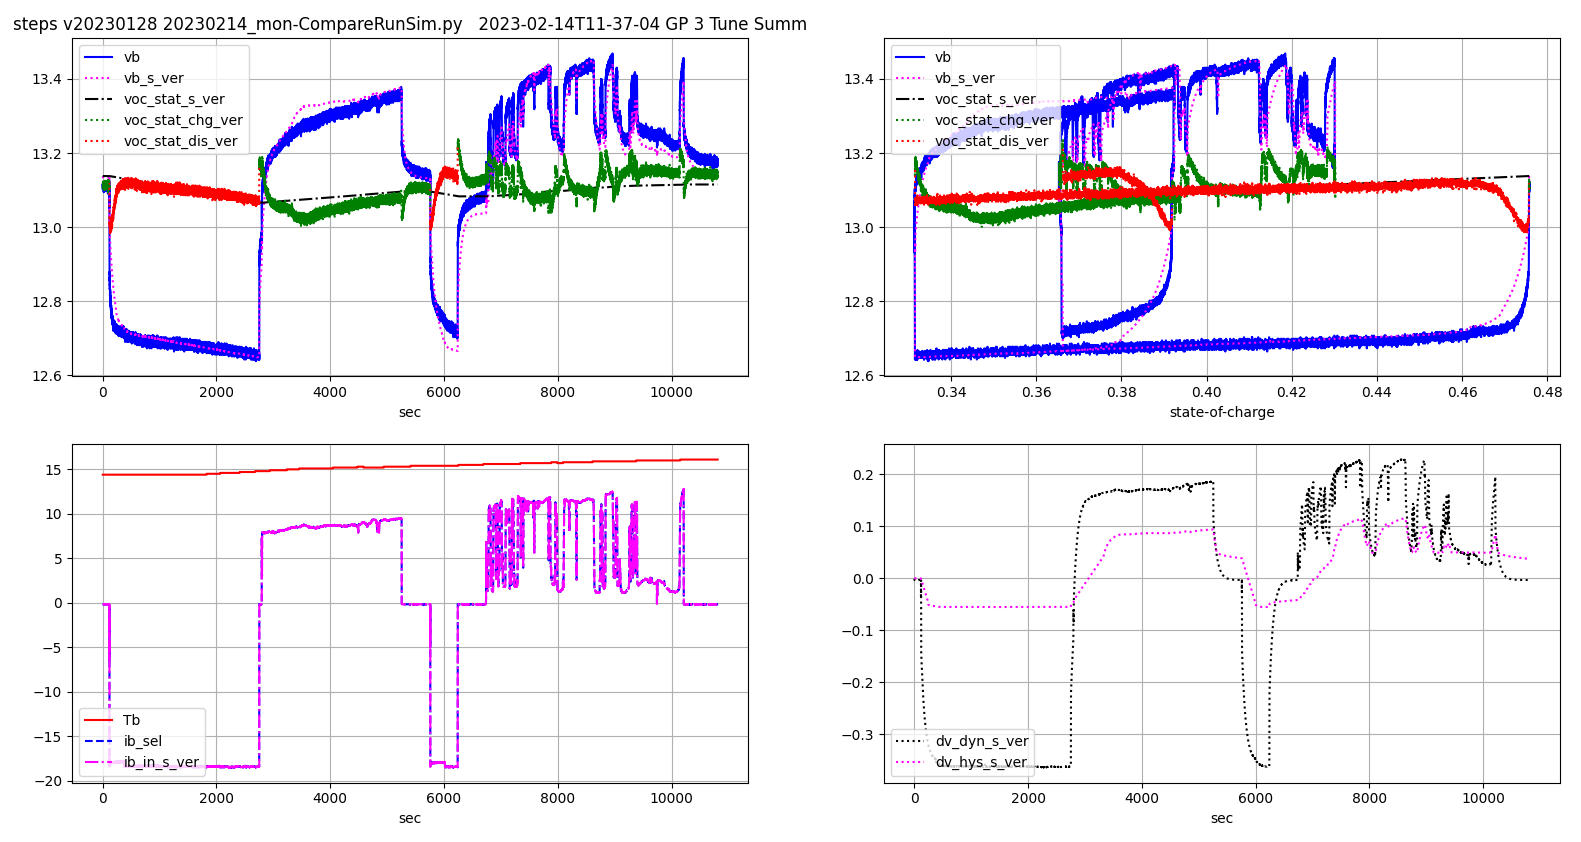 steps v20230128 20230214_mon-CompareRunSim.py   2023-02-14T11-37-04 GP 3 Tune Summ
vb
vb_s_ver
voc_stat_s_ver
voc_stat_chg_ver
voc_stat_dis_ver
13.4
13.2
13.0
12.8
12.6
0 2000 4000 6000 8000 10000
sec
vb
vb_s_ver
voc_stat_s_ver
voc_stat_chg_ver
voc_stat_dis_ver
13.4
13.2
13.0
12.8
12.6
0.34 0.36 0.38 0.40 0.42 0.44 0.46 0.48
state-of-charge
15
10
5
0
−5
−10
−15
−20
Tb
ib_sel
ib_in_s_ver
0 2000 4000 6000 8000 10000
sec
0.2
0.1
0.0
−0.1
−0.2
−0.3
dv_dyn_s_ver
dv_hys_s_ver
0 2000 4000 6000 8000 10000
sec